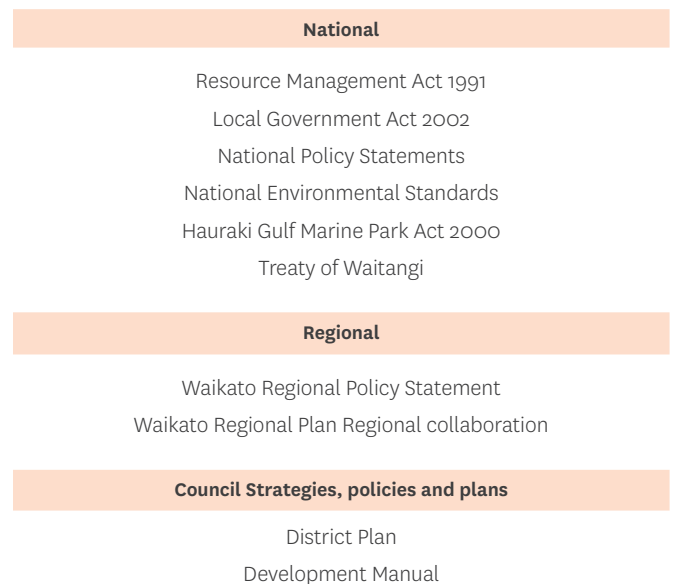 National
Resource Management Act 1991
Local Government Act 2002
National Policy Statements
National Environmental Standards
Hauraki Gulf Marine Park Act 2000
Treaty of Waitangi
Regional
Waikato Regional Policy Statement
Waikato Regional Plan Regional collaboration
Council Strategies, policies and plans
District Plan
Development Manual